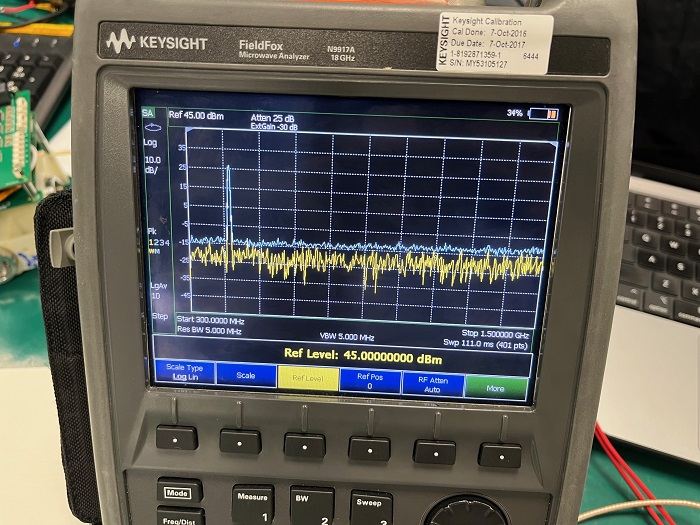 KEYSIGHT
FieldFox
Microwave Analyzer
N9917A
18 GHz
KEYSIGHT
Keysight Calibration
Cal Done: 7-Oct-2016
Due Date: 7-Oct-2017
1-8192871359-1 6444
S/N: MY53105127
SA
Ref 45.00 dBm
Atten 25 dB
ExtGain -30 dB
34%
Log
10.0
dB/
35
25
15
5
-5
-15
-25
-35
-45
Pk
1234
W
LgAv
10
Step
Start 300.0000 MHz
Res BW 5.000 MHz
VBW 5.000 MHz
Stop 1.500000 GHz
Swp 111.0 ms (401 pts)
Ref Level: 45.00000000 dBm
Scale Type
Log Lin
Scale
Ref Level
Ref Pos
0
RF Atten
Auto
More
Mode
Measure
1
BW
2
Sweep
3
Freq/Dist